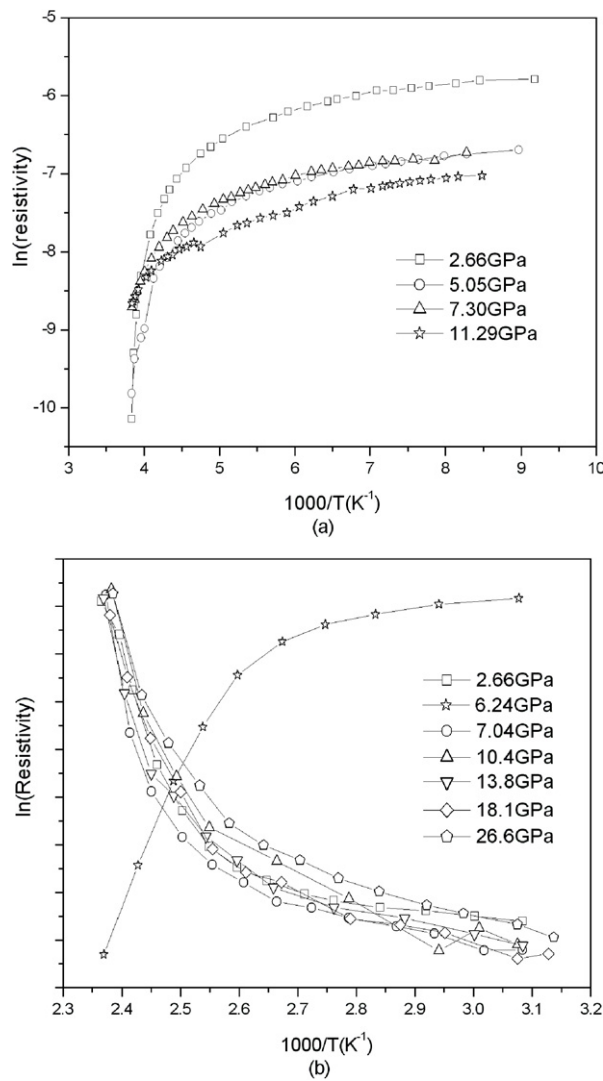 -5
-6
-7
-8
-9
-10
ln(resistivity)
2.66GPa
5.05GPa
7.30GPa
11.29GPa
3 4 5 6 7 8 9 10
1000/T(K⁻¹)
(a)
ln(Resistivity)
2.66GPa
6.24GPa
7.04GPa
10.4GPa
13.8GPa
18.1GPa
26.6GPa
2.3 2.4 2.5 2.6 2.7 2.8 2.9 3.0 3.1 3.2
1000/T(K⁻¹)
(b)